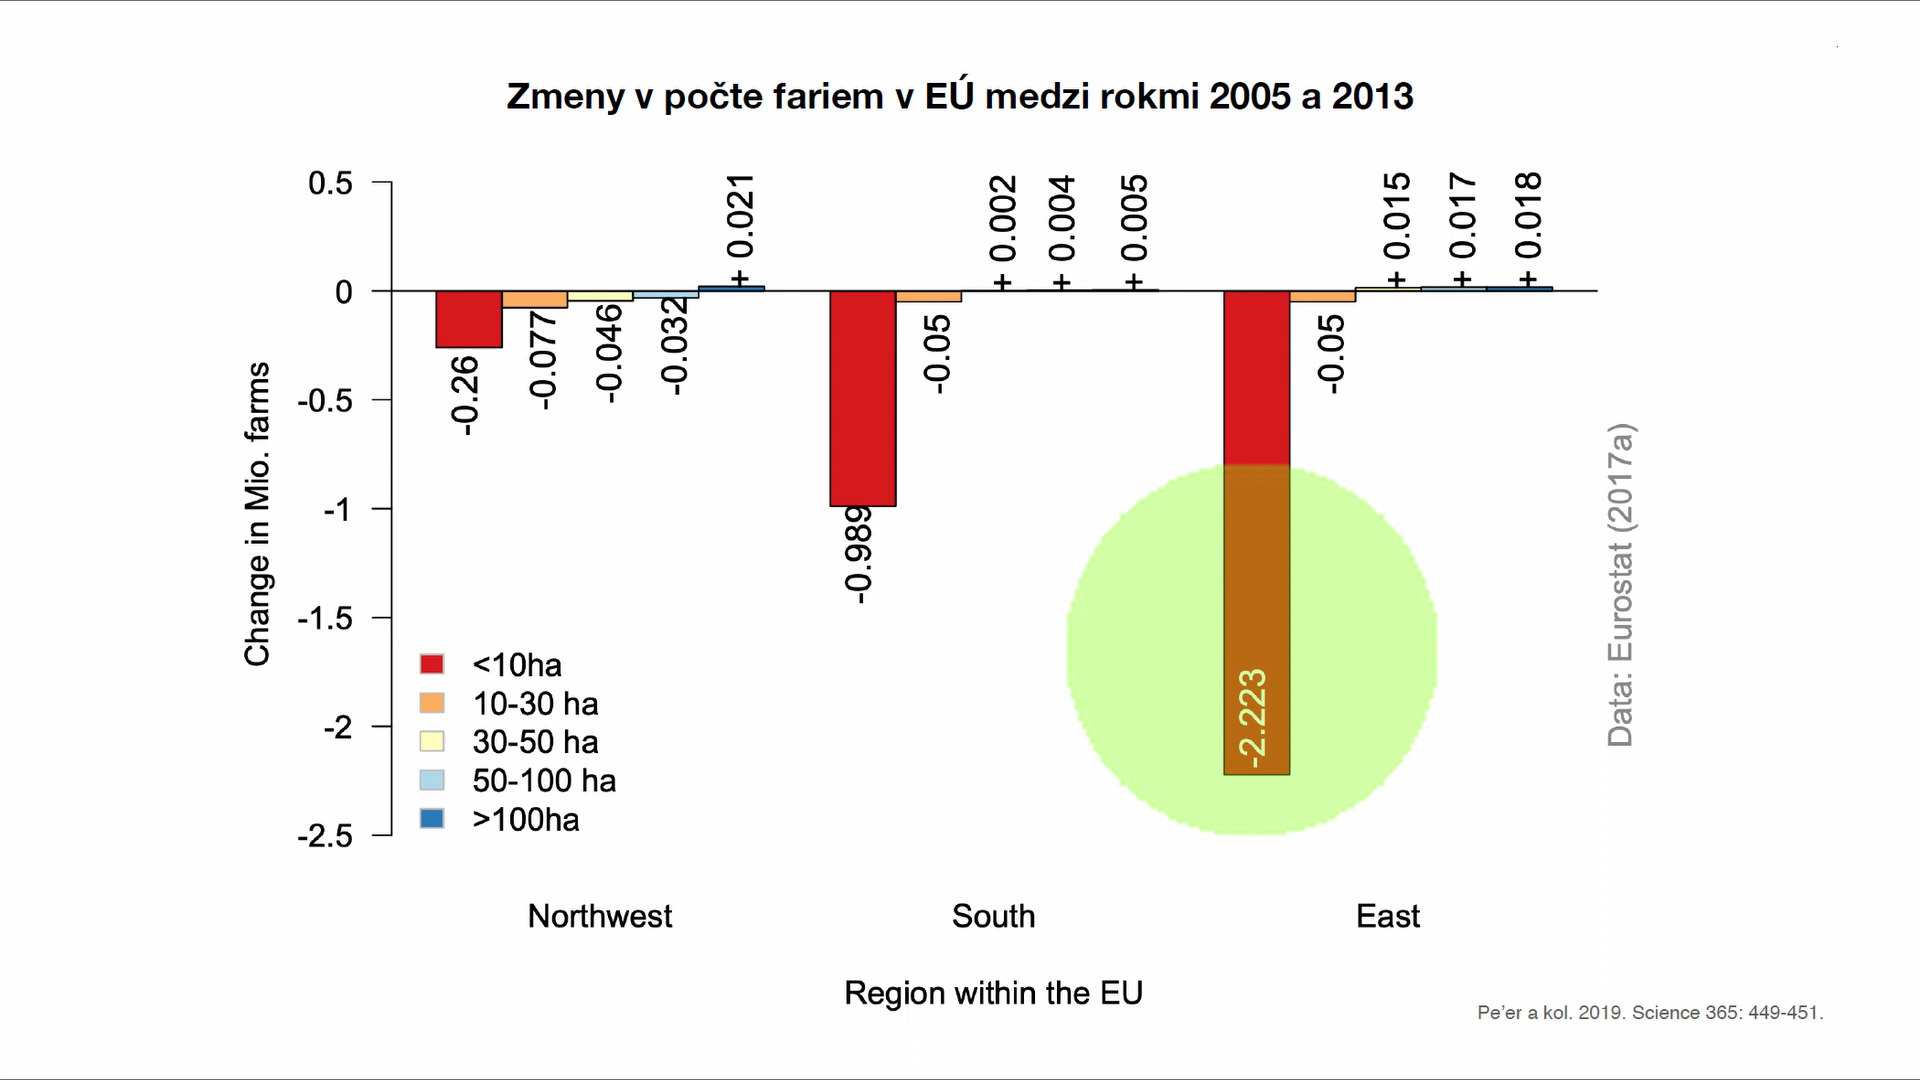 Zmeny v počte fariem v EÚ medzi rokmi 2005 a 2013
0.5
0
-0.5
-1
-1.5
-2
-2.5
Change in Mio. farms
-0.26
-0.077
-0.046
-0.032
+ 0.021
-0.989
-0.05
+ 0.002
+ 0.004
+ 0.005
-2.223
-0.05
+ 0.015
+ 0.017
+ 0.018
<10ha
10-30 ha
30-50 ha
50-100 ha
>100ha
Northwest
South
East
Region within the EU
Data: Eurostat (2017a)
Pe'er a kol. 2019. Science 365: 449-451.